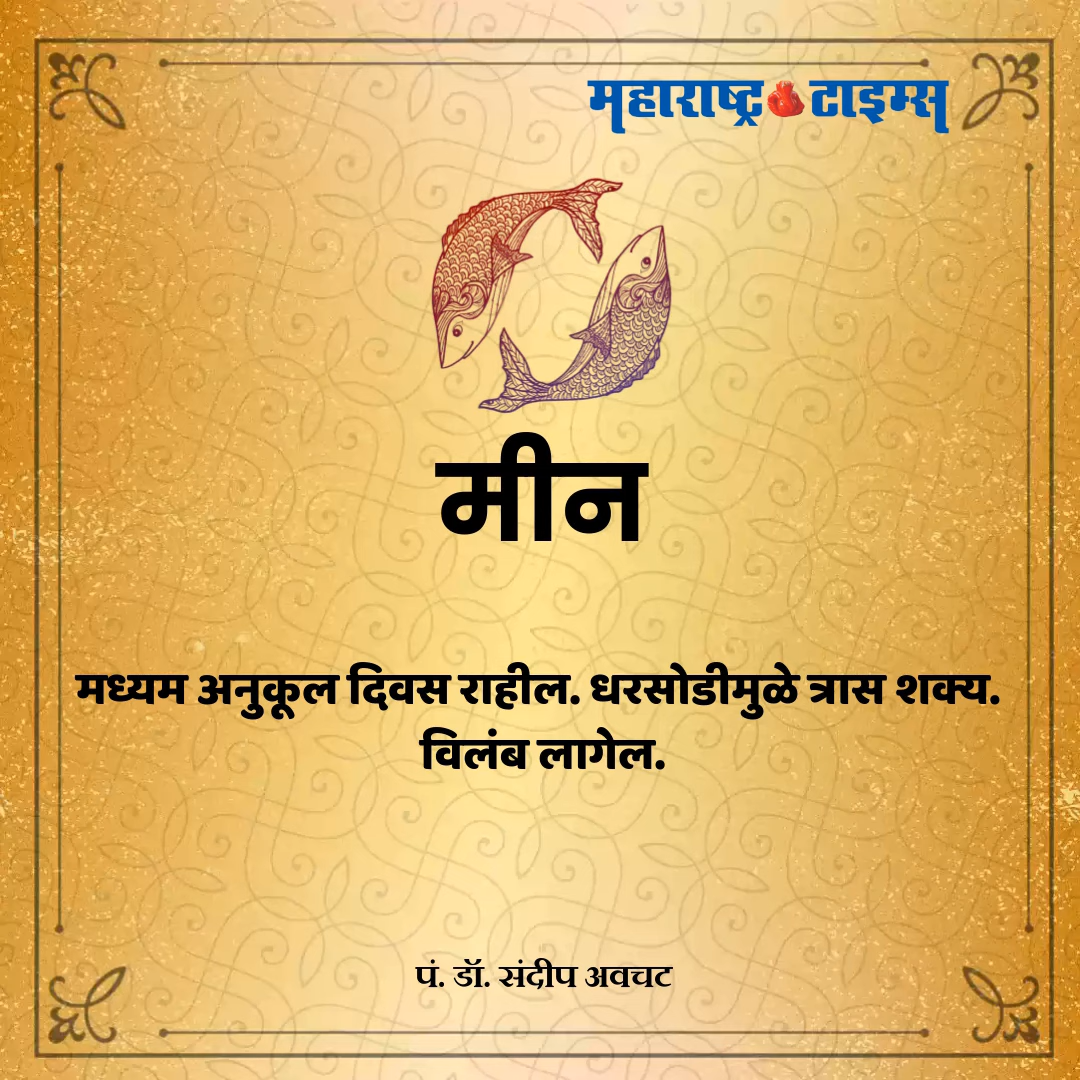 महाराष्ट्र टाइम्स
मीन
मध्यम अनुकूल दिवस राहील. धरसोडीमुळे त्रास शक्य.
विलंब लागेल.
पं. डॉ. संदीप अवचट